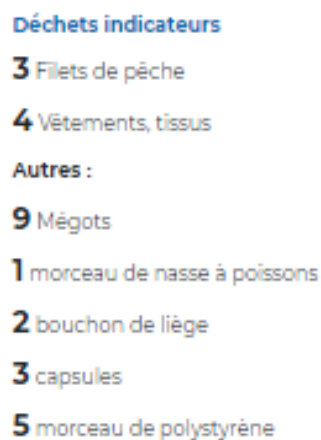 Déchets indicateurs
3 Filets de pêche
4 Vêtements, tissus
Autres :
9 Mégots
1 morceau de nasse à poissons
2 bouchon de liège
3 capsules
5 morceau de polystyrène